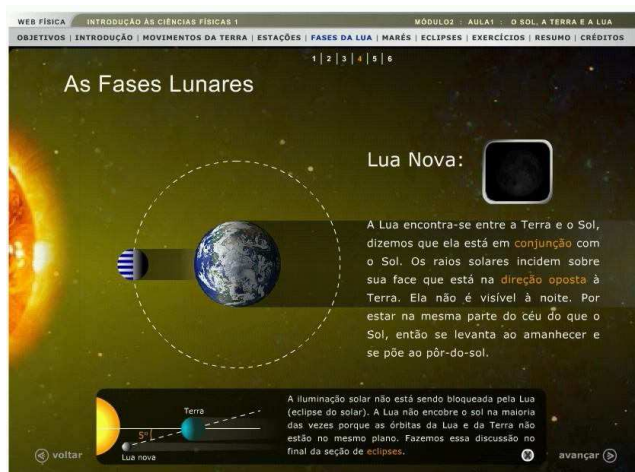 WEB FÍSICA INTRODUÇÃO ÀS CIÊNCIAS FÍSICAS 1 MÓDULO2 : AULA1 : O SOL, A TERRA E A LUA
OBJETIVOS | INTRODUÇÃO | MOVIMENTOS DA TERRA | ESTAÇÕES | FASES DA LUA | MARÉS | ECLIPSES | EXERCÍCIOS | RESUMO | CRÉDITOS
1 | 2 | 3 | 4 | 5 | 6
As Fases Lunares
Lua Nova:
A Lua encontra-se entre a Terra e o Sol,
dizemos que ela está em conjunção com
o Sol. Os raios solares incidem sobre
sua face que está na direção oposta à
Terra. Ela não é visível à noite. Por
estar na mesma parte do céu do que o
Sol, então se levanta ao amanhecer e
se põe ao pôr-do-sol.
Terra
5°
Lua nova
A iluminação solar não está sendo bloqueada pela Lua
(eclipse do solar). A Lua não encobre o sol na maioria
das vezes porque as órbitas da Lua e da Terra não
estão no mesmo plano. Fazemos essa discussão no
final da seção de eclipses.
voltar
avançar